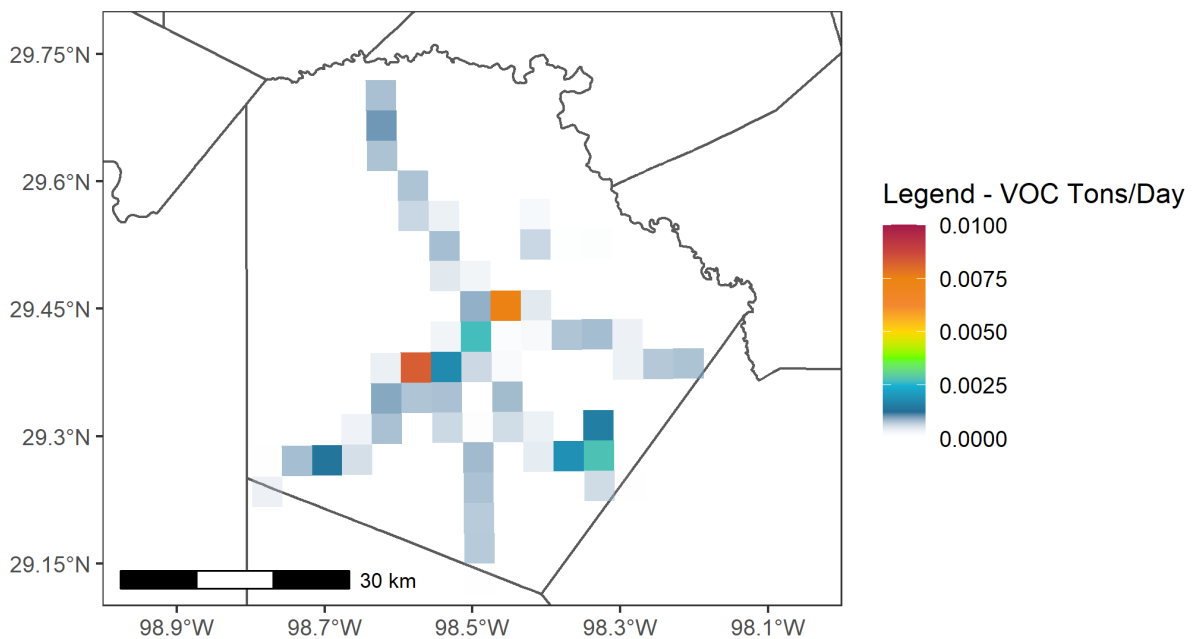 29.75°N
29.6°N
29.45°N
29.3°N
29.15°N
30 km
98.9°W
98.7°W
98.5°W
98.3°W
98.1°W
Legend - VOC Tons/Day
0.0100
0.0075
0.0050
0.0025
0.0000